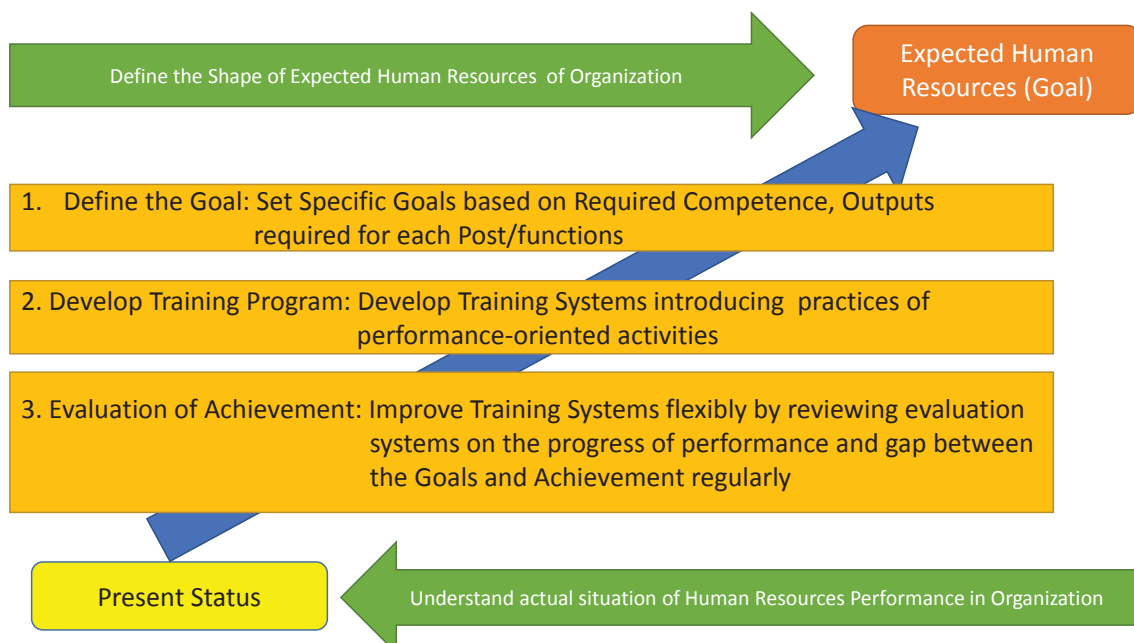 Define the Shape of Expected Human Resources of Organization
Expected Human
Resources (Goal)
1. Define the Goal: Set Specific Goals based on Required Competence, Outputs
required for each Post/functions
2. Develop Training Program: Develop Training Systems introducing practices of
performance-oriented activities
3. Evaluation of Achievement: Improve Training Systems flexibly by reviewing evaluation
systems on the progress of performance and gap between
the Goals and Achievement regularly
Present Status
Understand actual situation of Human Resources Performance in Organization